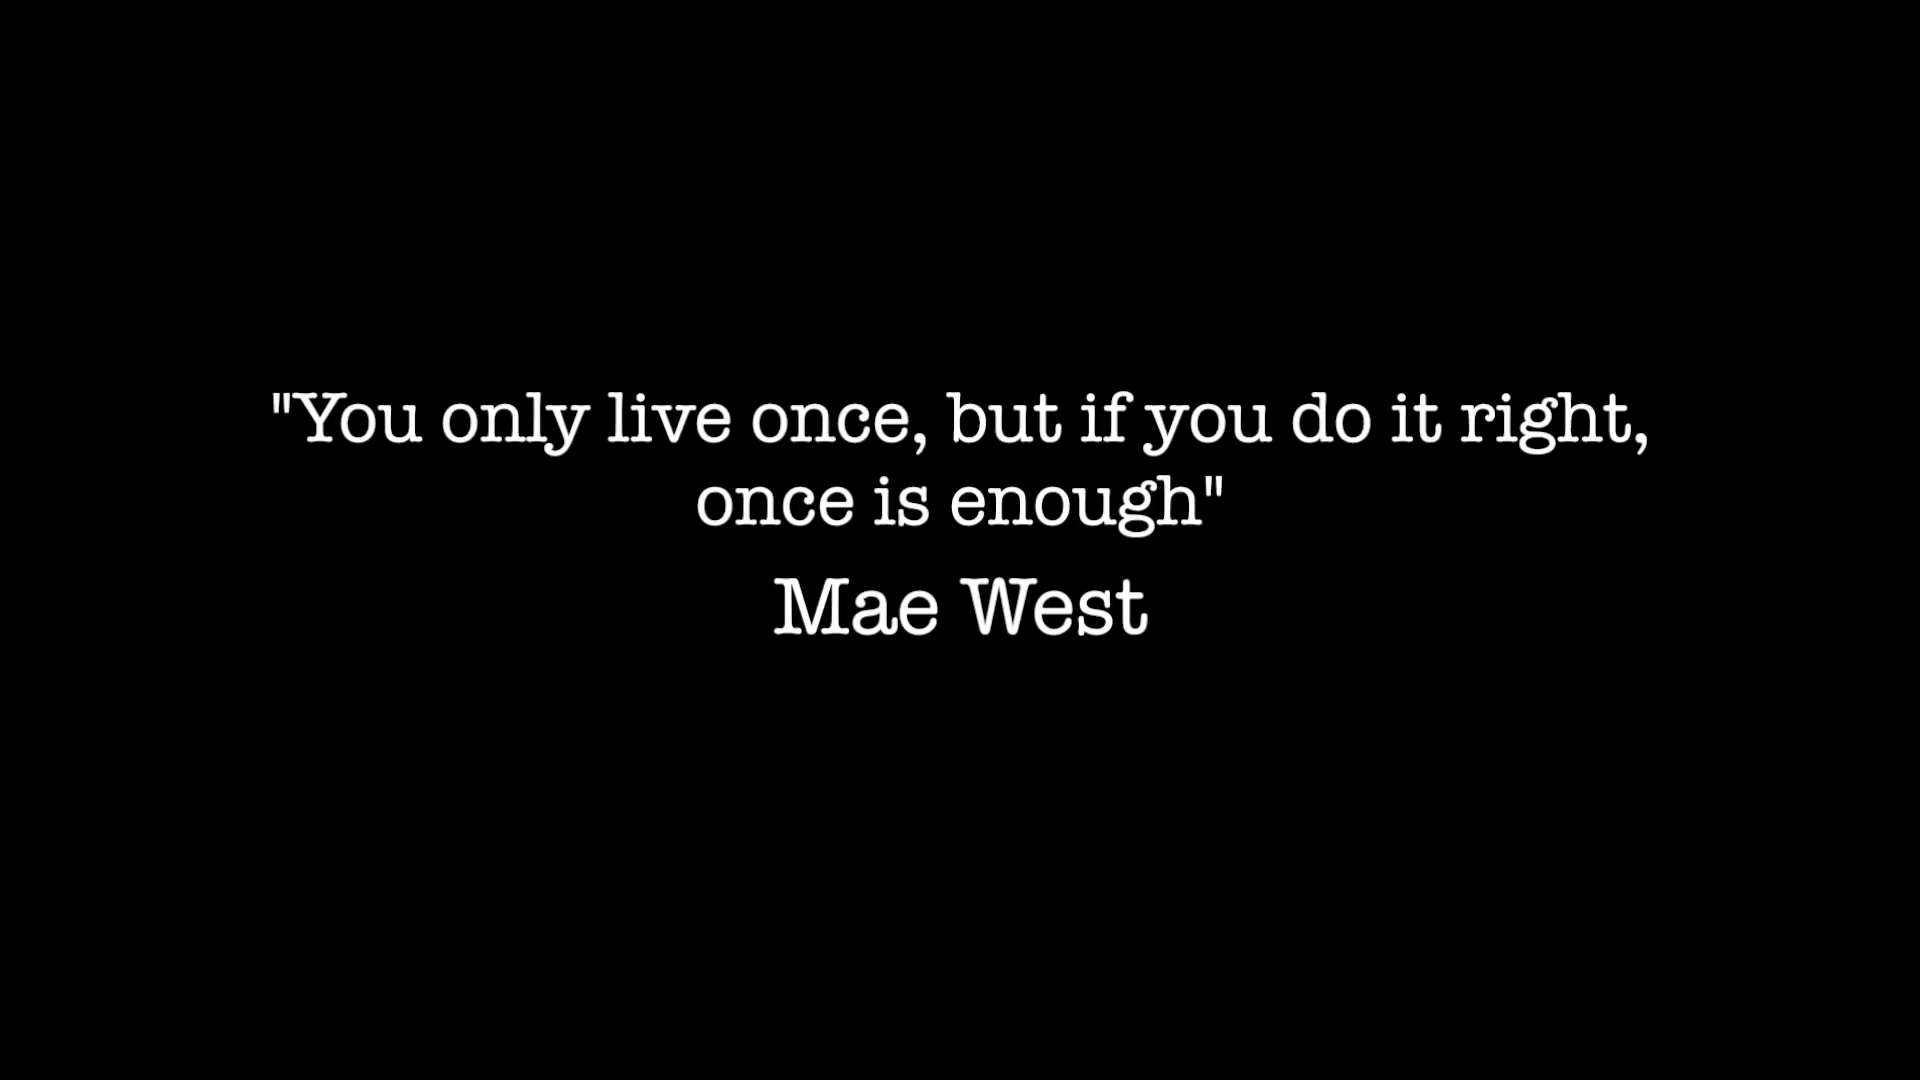 "You only live once, but if you do it right,
once is enough"
Mae West